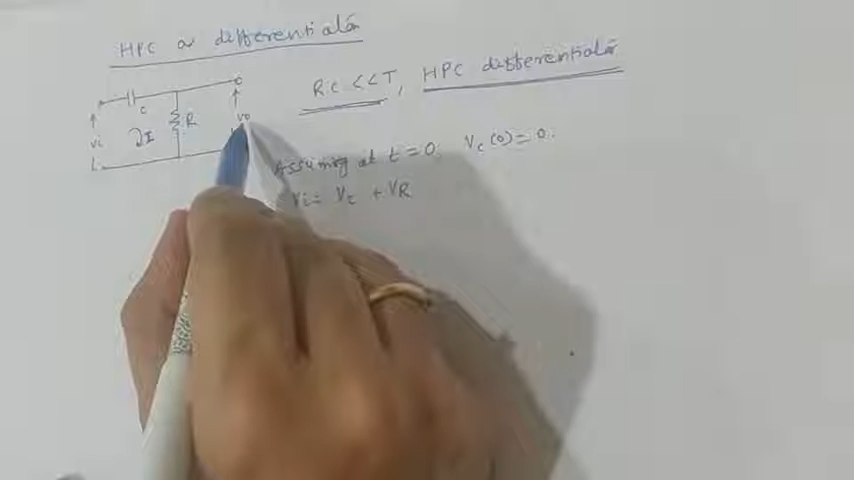 HPC as differentiator
RC << T, HPC differentiator
C
Vi
I
R
Vo
Assuming at t = 0, Vc(0) = 0.
Vi = Vc + VR